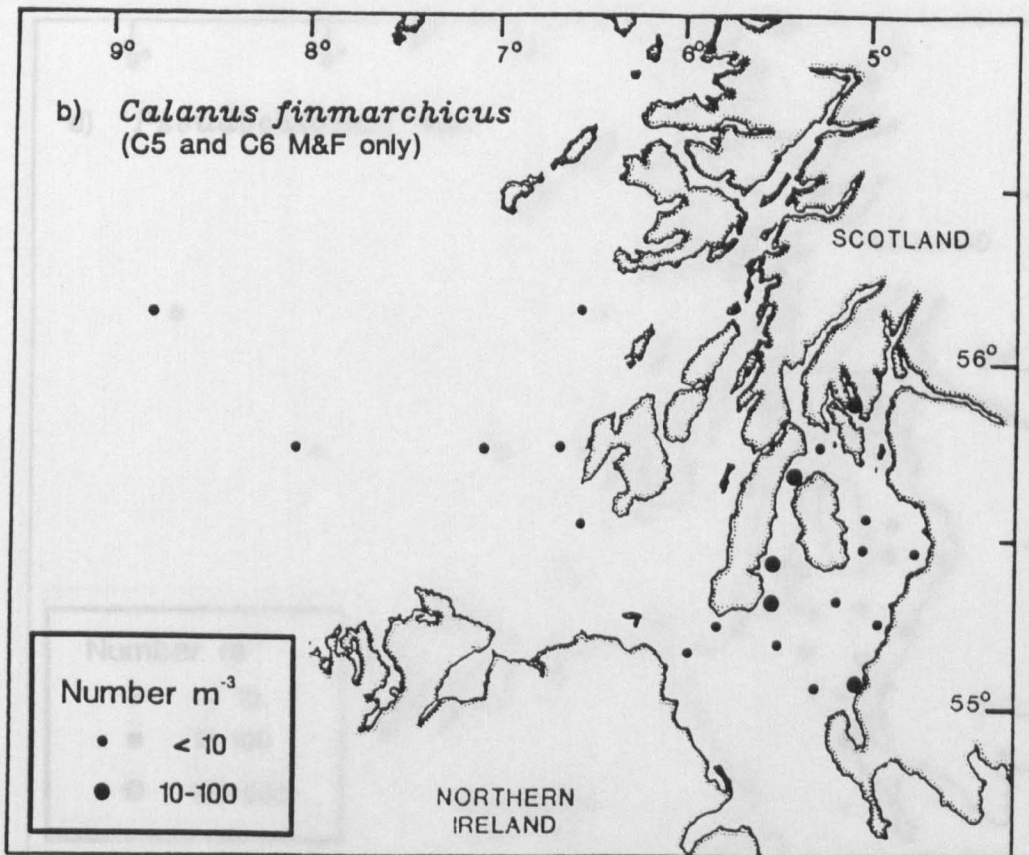 9° 8° 7° 6° 5°
b) Calanus finmarchicus
(C5 and C6 M&F only)
SCOTLAND
56°
Number m⁻³
< 10
10-100
55°
NORTHERN
IRELAND